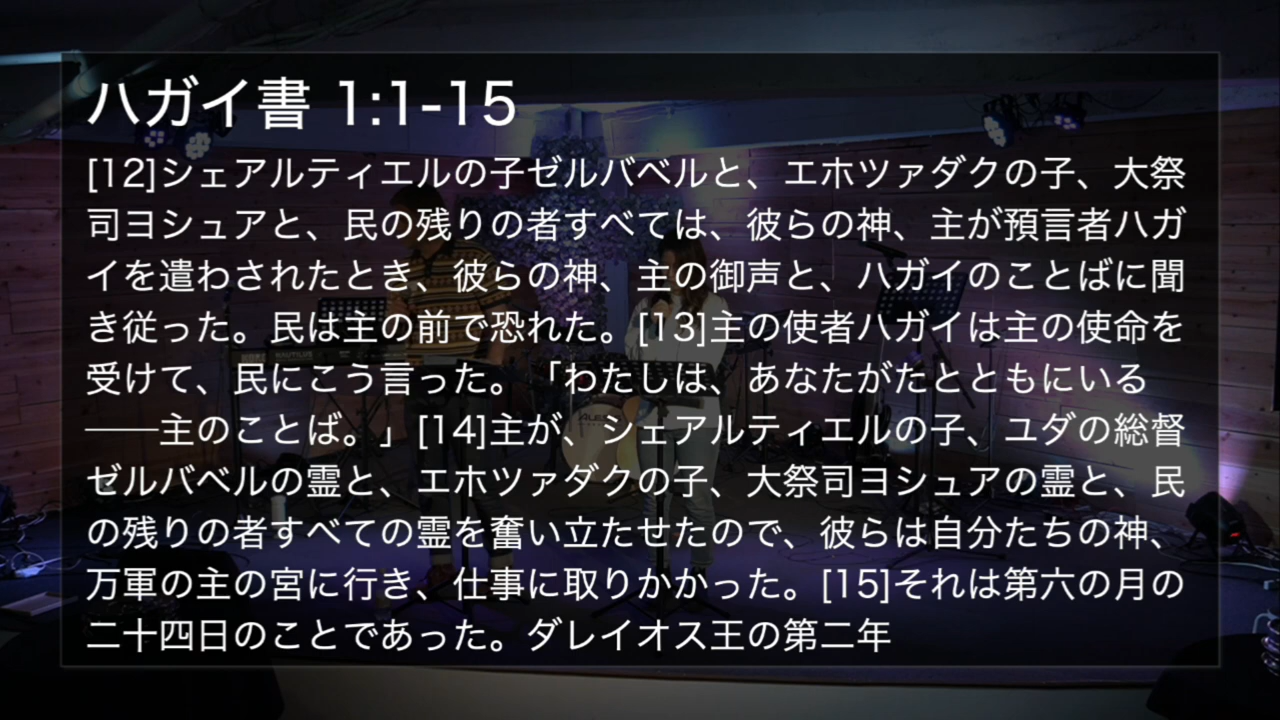 ハガイ書 1:1-15
[12]シェアルティエルの子ゼルバベルと、エホツァダクの子、大祭
司ヨシュアと、民の残りの者すべては、彼らの神、主が預言者ハガ
イを遣わされたとき、彼らの神、主の御声と、ハガイのことばに聞
き従った。民は主の前で恐れた。[13]主の使者ハガイは主の使命を
受けて、民にこう言った。「わたしは、あなたがたとともにいる
――主のことば。」[14]主が、シェアルティエルの子、ユダの総督
ゼルバベルの霊と、エホツァダクの子、大祭司ヨシュアの霊と、民
の残りの者すべての霊を奮い立たせたので、彼らは自分たちの神、
万軍の主の宮に行き、仕事に取りかかった。[15]それは第六の月の
二十四日のことであった。ダレイオス王の第二年